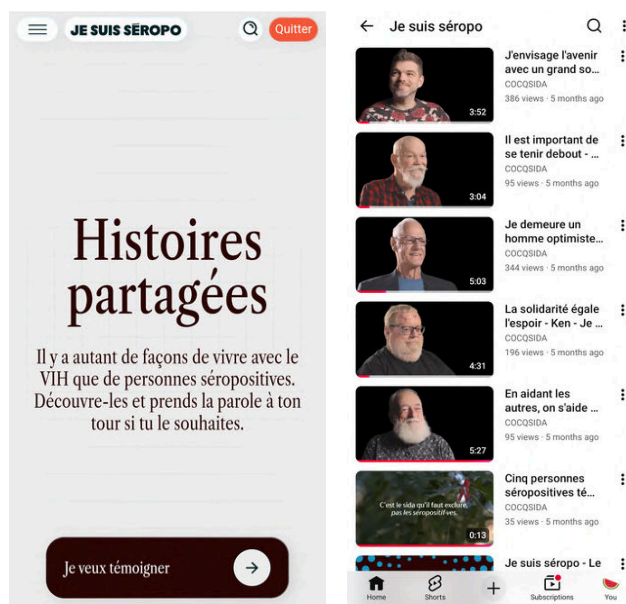 JE SUIS SÉROPO
Quitter
Histoires
partagées
Il y a autant de façons de vivre avec le
VIH que de personnes séropositives.
Découvre-les et prends la parole à ton
tour si tu le souhaites.
Je veux témoigner
Je suis séropo
3:52
J'envisage l'avenir
avec un grand so...
COCQSIDA
386 views · 5 months ago
3:04
Il est important de
se tenir debout - ...
COCQSIDA
95 views · 5 months ago
5:03
Je demeure un
homme optimiste...
COCQSIDA
344 views · 5 months ago
4:31
La solidarité égale
l'espoir - Ken - Je ...
COCQSIDA
196 views · 5 months ago
5:27
En aidant les
autres, on s'aide ...
COCQSIDA
95 views · 5 months ago
C'est le sida qu'il faut exclure,
pas les séropositif·ves.
0:13
Cinq personnes
séropositives té...
COCQSIDA
35 views · 5 months ago
Je suis séropo - Le
Home
Shorts
Subscriptions
You